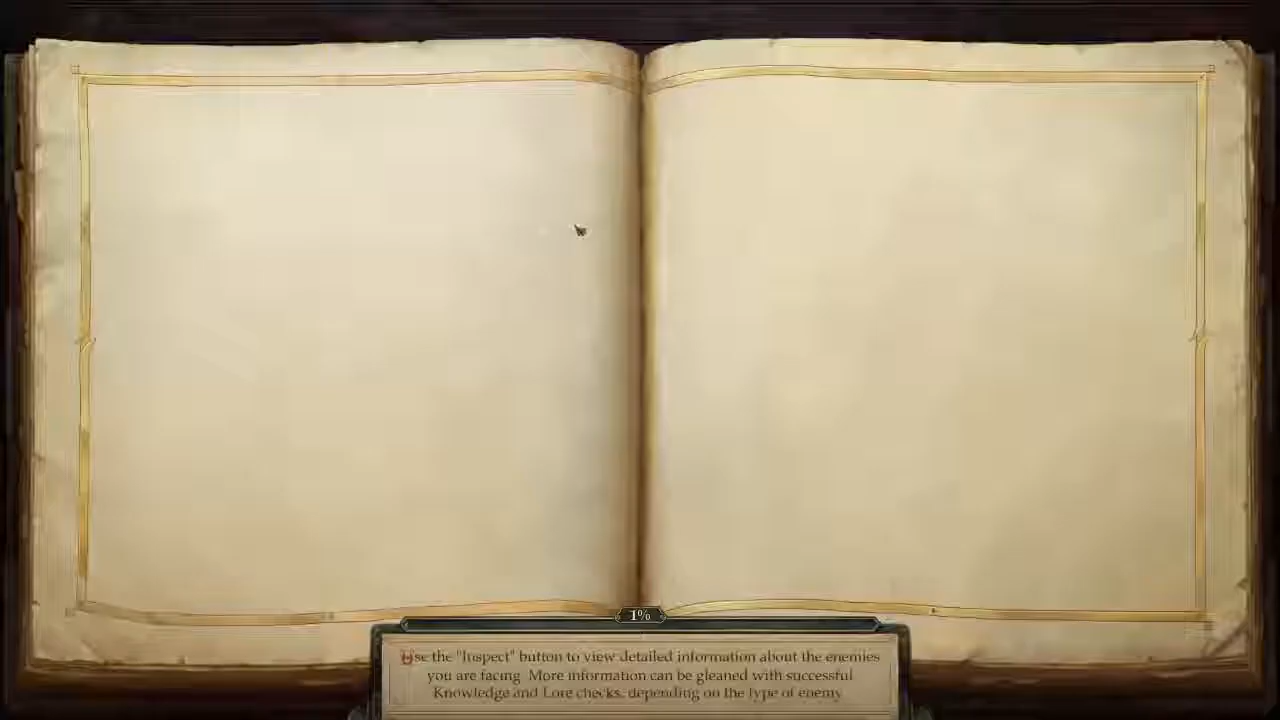 1%
Use the "Inspect" button to view detailed information about the enemies
you are facing. More information can be gleaned with successful
Knowledge and Lore checks, depending on the type of enemy.